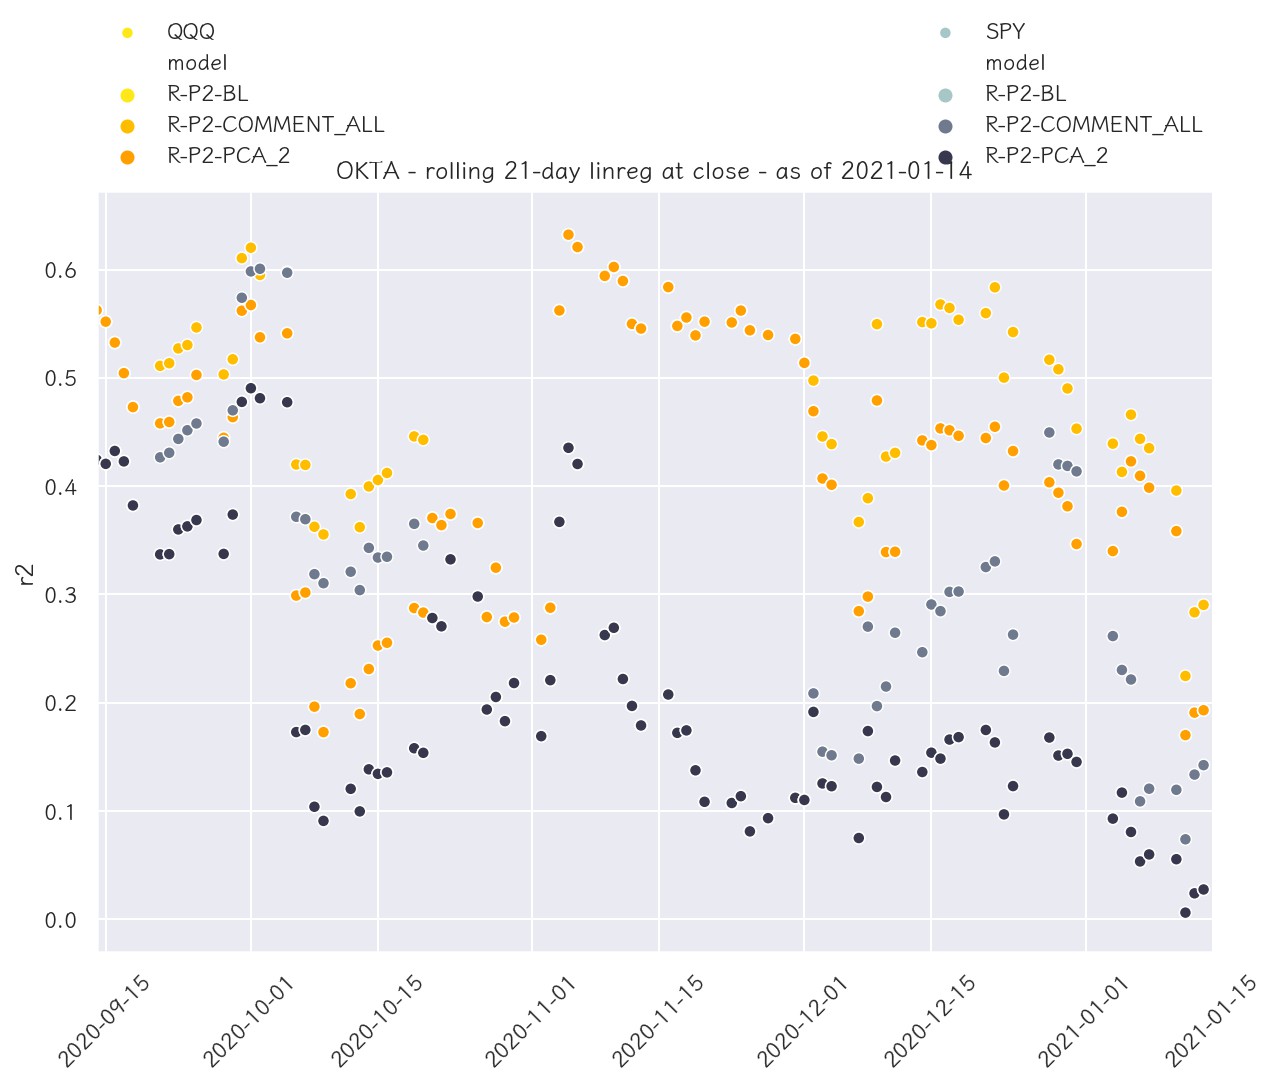 QQQ
model
R-P2-BL
R-P2-COMMENT_ALL
R-P2-PCA_2
SPY
model
R-P2-BL
R-P2-COMMENT_ALL
R-P2-PCA_2
OKTA - rolling 21-day linreg at close - as of 2021-01-14
r2
0.6
0.5
0.4
0.3
0.2
0.1
0.0
2020-09-15
2020-10-01
2020-10-15
2020-11-01
2020-11-15
2020-12-01
2020-12-15
2021-01-01
2021-01-15